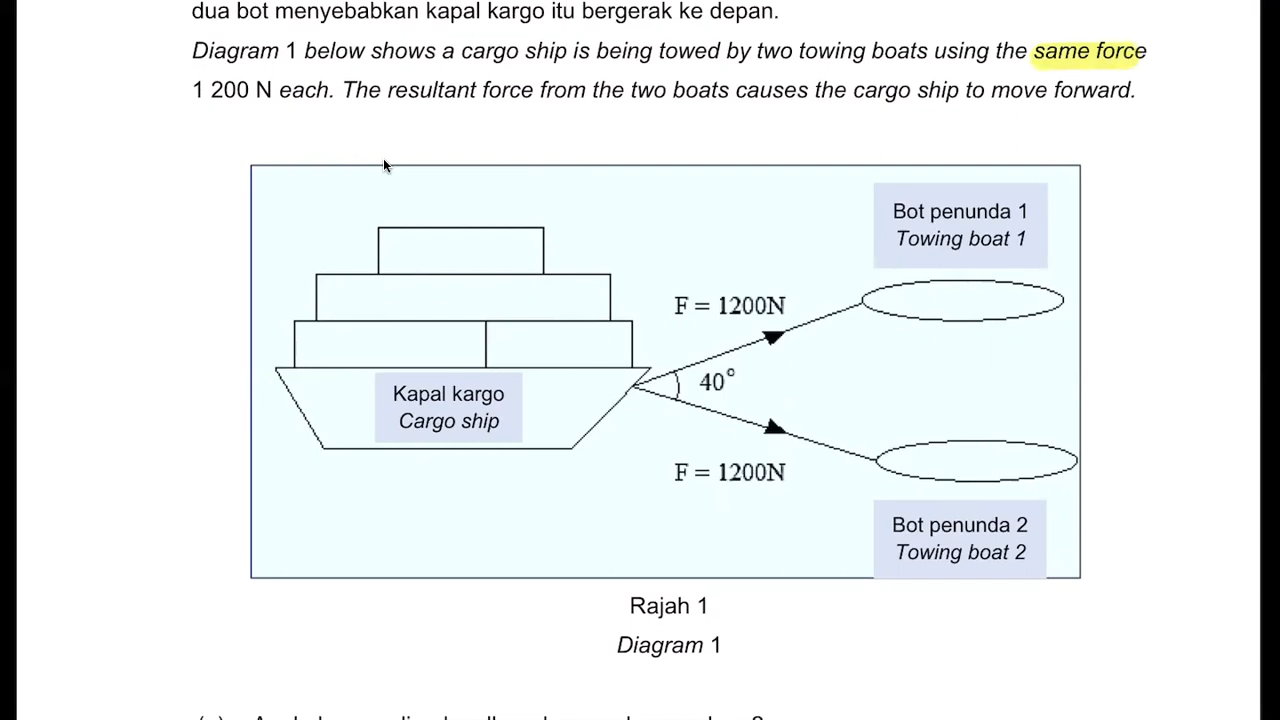 dua bot menyebabkan kapal kargo itu bergerak ke depan.
Diagram 1 below shows a cargo ship is being towed by two towing boats using the same force
1 200 N each. The resultant force from the two boats causes the cargo ship to move forward.
Bot penunda 1
Towing boat 1
F = 1200N
40°
Kapal kargo
Cargo ship
F = 1200N
Bot penunda 2
Towing boat 2
Rajah 1
Diagram 1